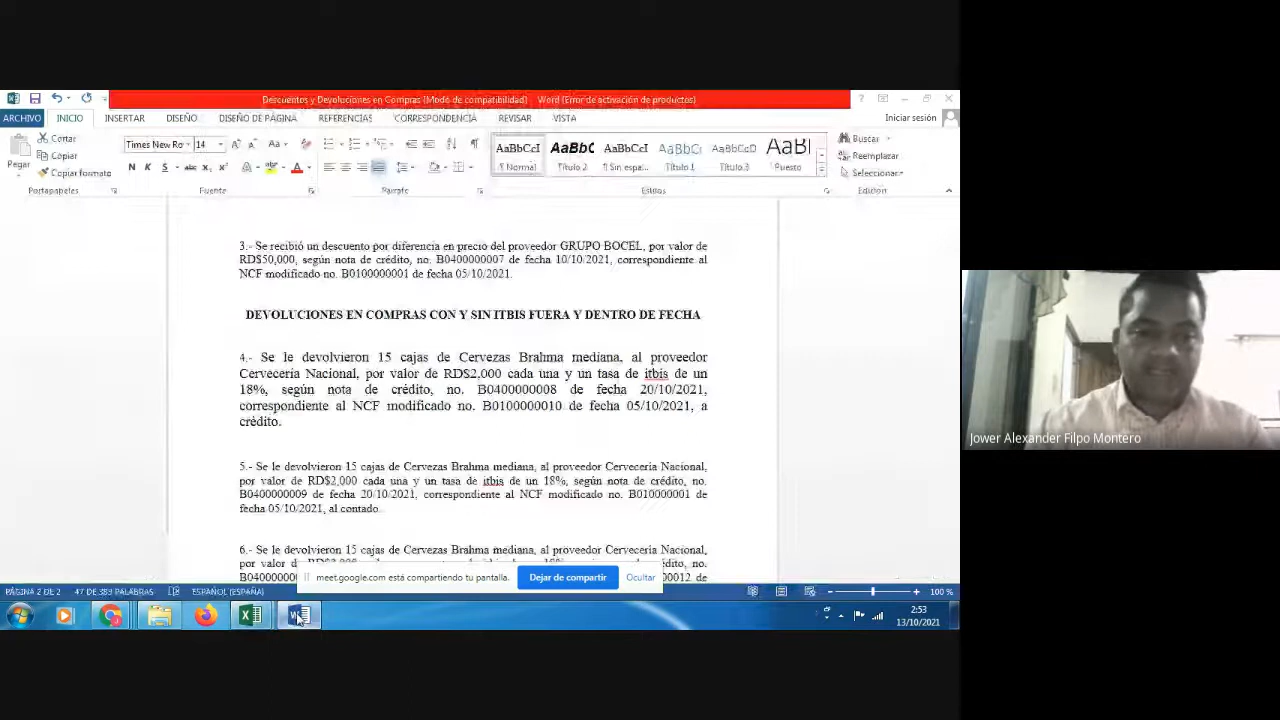 Descuentos y Devoluciones en Compras [Modo de compatibilidad] - Word (Error de activación de productos)
ARCHIVO INICIO INSERTAR DISEÑO DISEÑO DE PÁGINA REFERENCIAS CORRESPONDENCIA REVISAR VISTA Iniciar sesión
Pegar
Cortar
Copiar
Copiar formato
Portapapeles
Times New Ro 14
N K S
Fuente
Párrafo
AaBbCcI AaBbC AaBbCcI AaBbC AaBbCcD AaBl
¶ Normal Título 2 ¶ Sin espa... Título 1 Título 3 Puesto
Estilos
Buscar
Reemplazar
Seleccionar
Edición
3.- Se recibió un descuento por diferencia en precio del proveedor GRUPO BOCEL, por valor de
RD$50,000, según nota de crédito, no. B0400000007 de fecha 10/10/2021, correspondiente al
NCF modificado no. B0100000001 de fecha 05/10/2021.
DEVOLUCIONES EN COMPRAS CON Y SIN ITBIS FUERA Y DENTRO DE FECHA
4.- Se le devolvieron 15 cajas de Cervezas Brahma mediana, al proveedor
Cervecería Nacional, por valor de RD$2,000 cada una y un tasa de itbis de un
18%, según nota de crédito, no. B0400000008 de fecha 20/10/2021,
correspondiente al NCF modificado no. B0100000010 de fecha 05/10/2021, a
crédito.
5.- Se le devolvieron 15 cajas de Cervezas Brahma mediana, al proveedor Cervecería Nacional,
por valor de RD$2,000 cada una y un tasa de itbis de un 18%, según nota de crédito, no.
B0400000009 de fecha 20/10/2021, correspondiente al NCF modificado no. B010000001 de
fecha 05/10/2021, al contado.
6.- Se le devolvieron 15 cajas de Cervezas Brahma mediana, al proveedor Cervecería Nacional,
por valor d
meet.google.com está compartiendo tu pantalla. Dejar de compartir Ocultar
PÁGINA 2 DE 2 47 DE 389 PALABRAS ESPAÑOL (ESPAÑA) 100 %
2:53
13/10/2021
Jower Alexander Filpo Montero